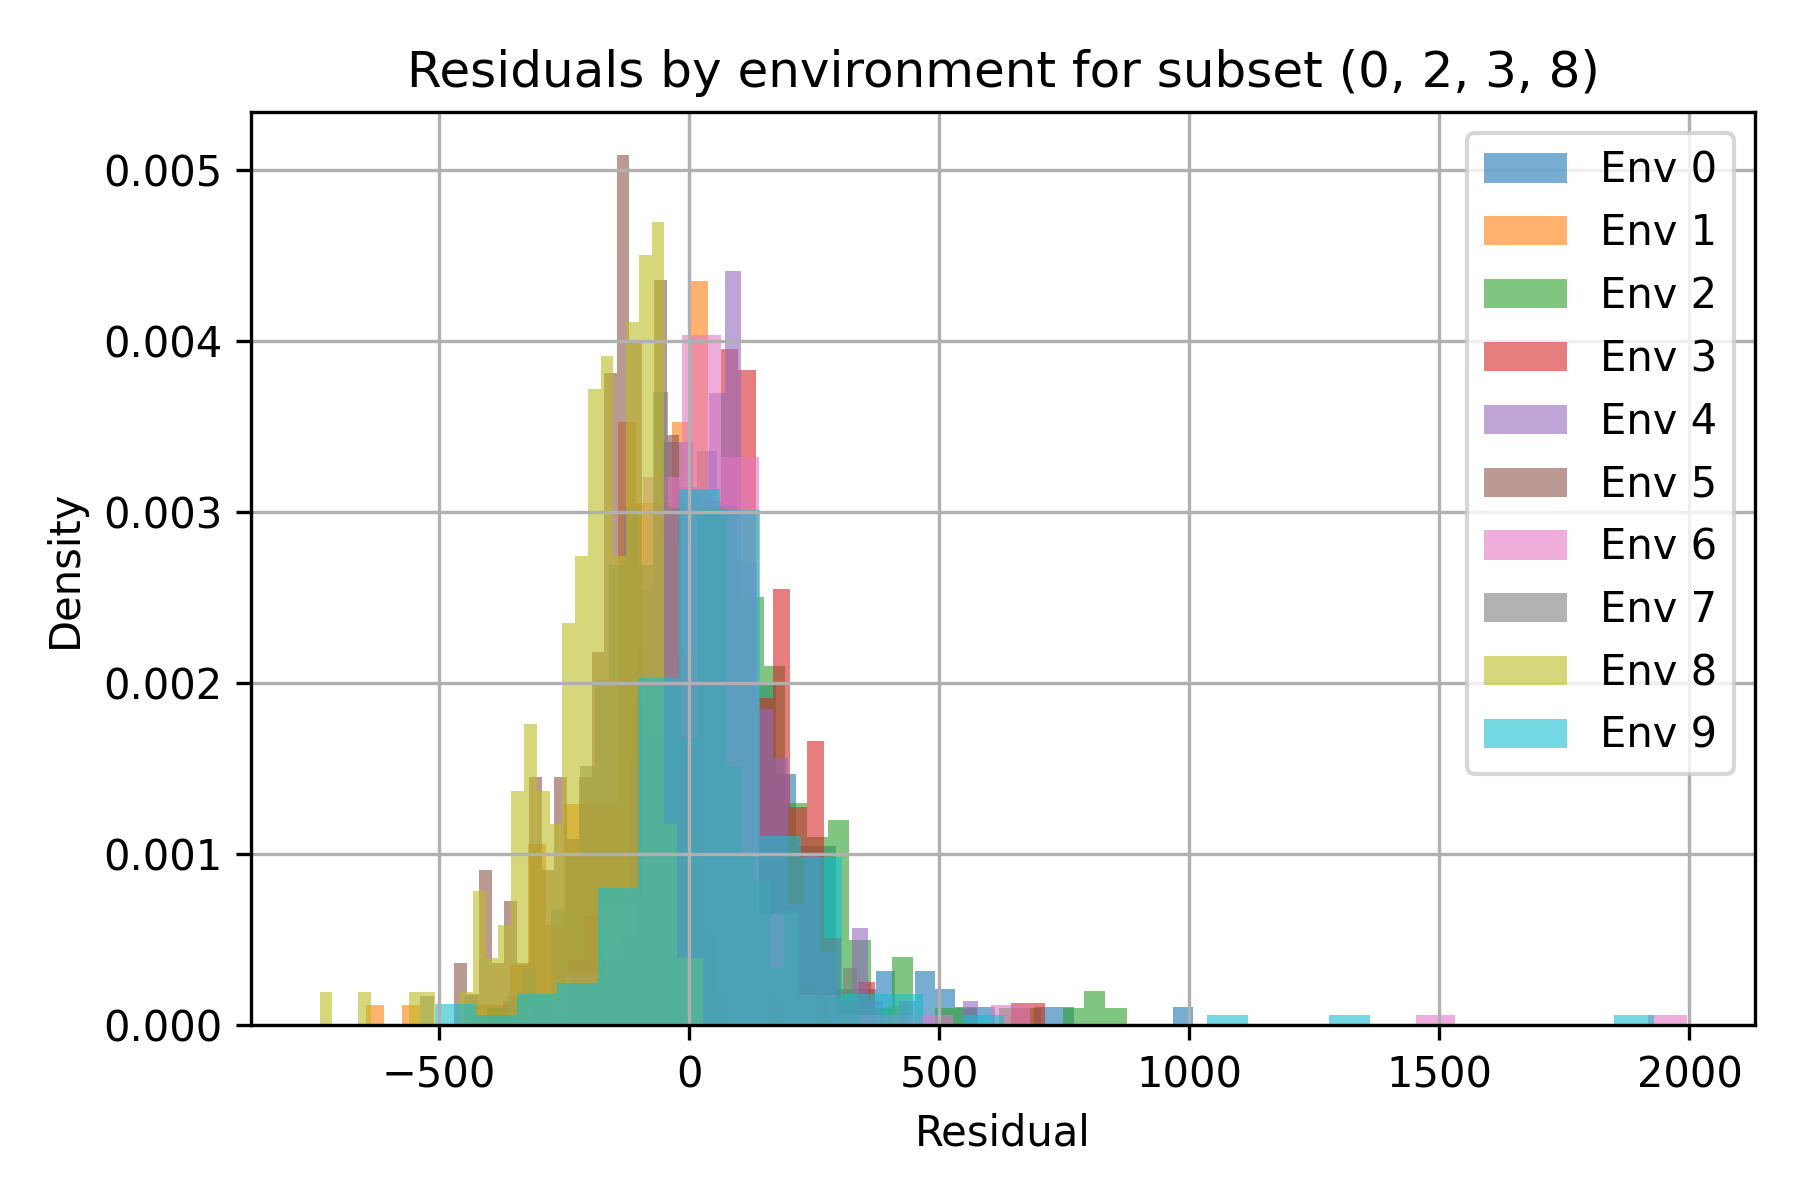 Residuals by environment for subset (0, 2, 3, 8)
Density
0.005
0.004
0.003
0.002
0.001
0.000
−500
0
500
1000
1500
2000
Residual
Env 0
Env 1
Env 2
Env 3
Env 4
Env 5
Env 6
Env 7
Env 8
Env 9